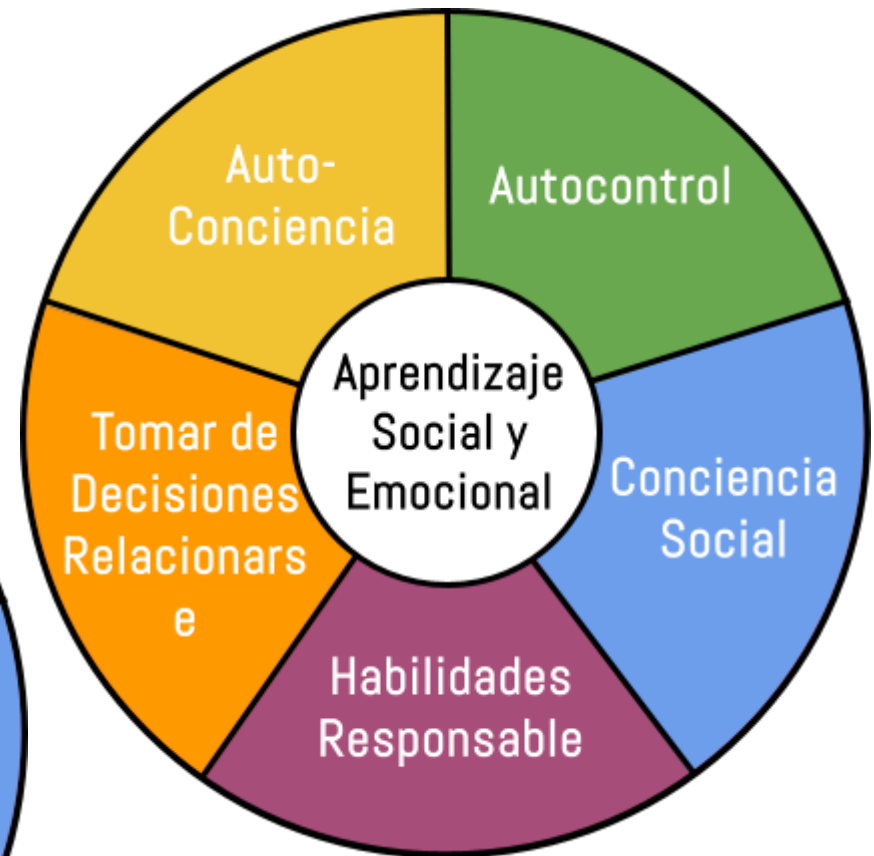 Auto-
Conciencia
Autocontrol
Aprendizaje
Social y
Emocional
Conciencia
Social
Tomar de
Decisiones
Relacionars
e
Habilidades
Responsable